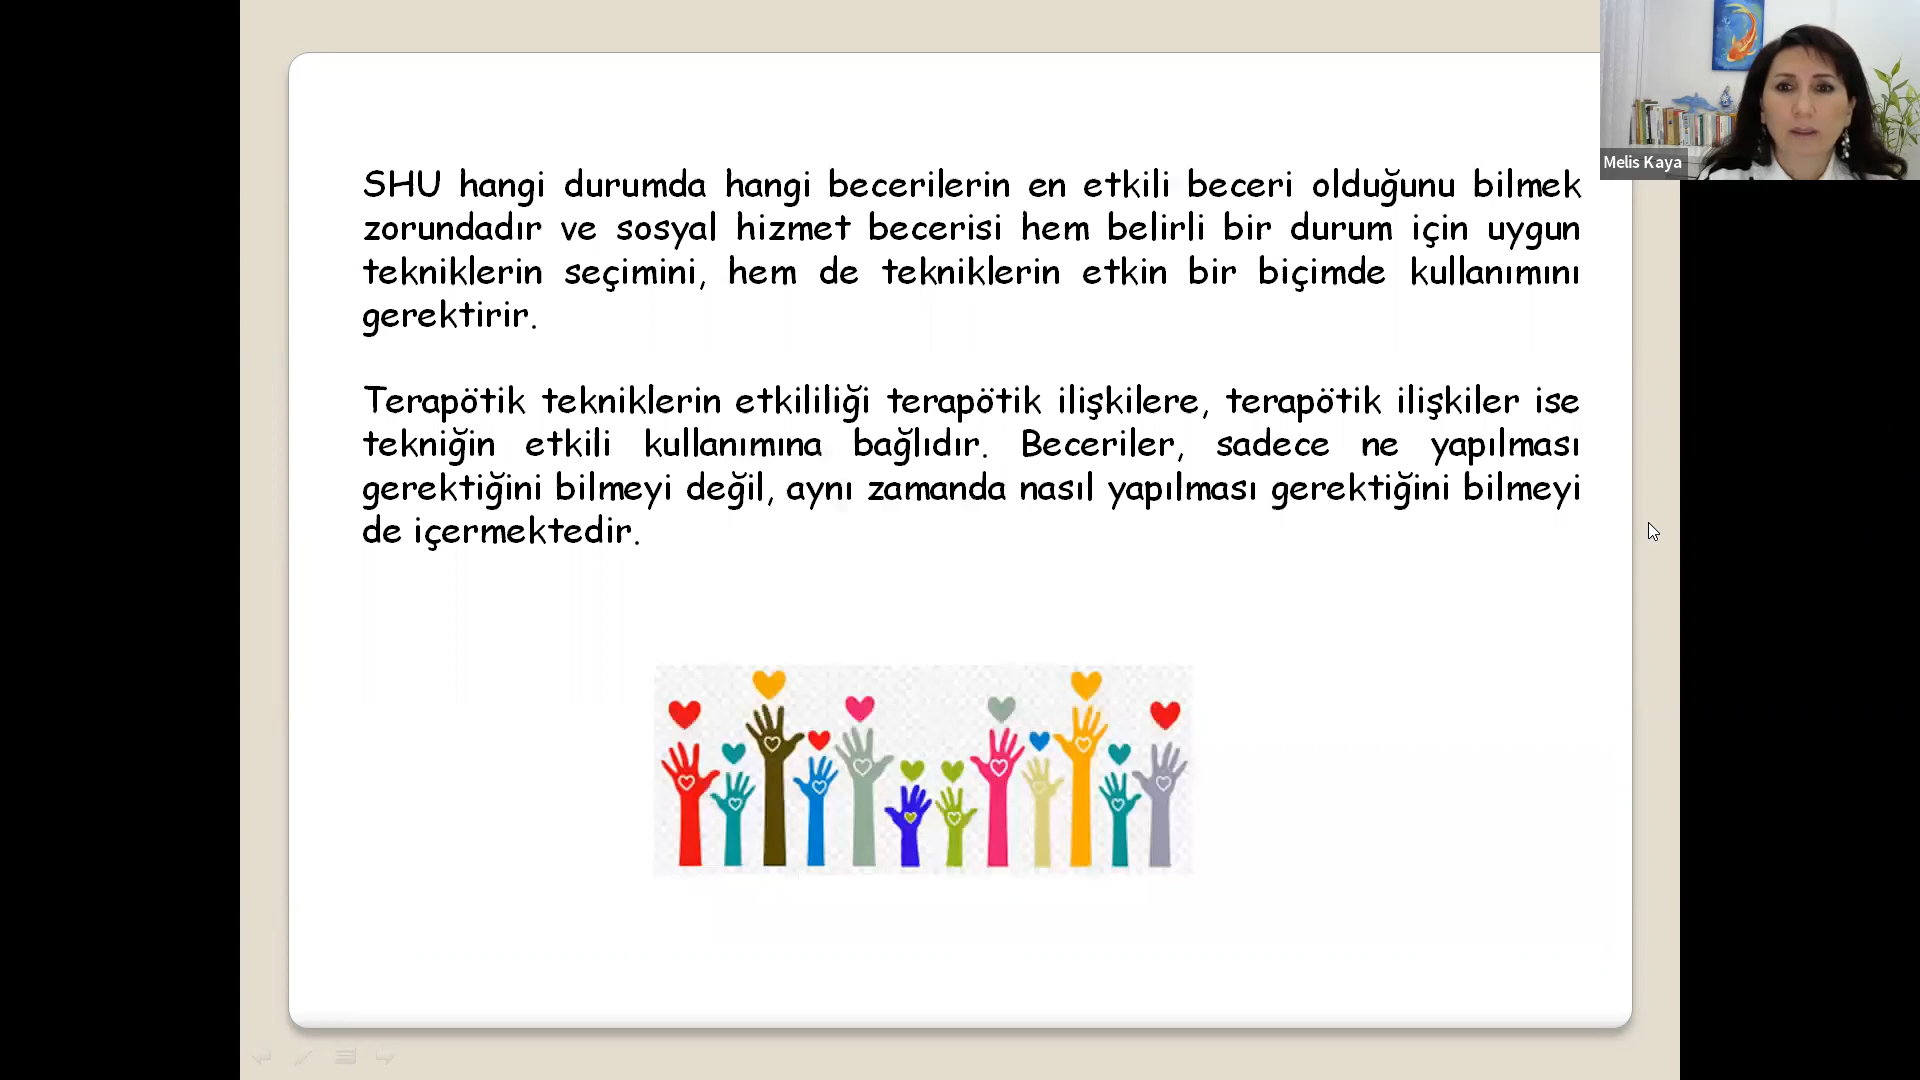 SHU hangi durumda hangi becerilerin en etkili beceri olduğunu bilmek
zorundadır ve sosyal hizmet becerisi hem belirli bir durum için uygun
tekniklerin seçimini, hem de tekniklerin etkin bir biçimde kullanımını
gerektirir.
Terapötik tekniklerin etkililiği terapötik ilişkilere, terapötik ilişkiler ise
tekniğin etkili kullanımına bağlıdır. Beceriler, sadece ne yapılması
gerektiğini bilmeyi değil, aynı zamanda nasıl yapılması gerektiğini bilmeyi
de içermektedir.
Melis Kaya